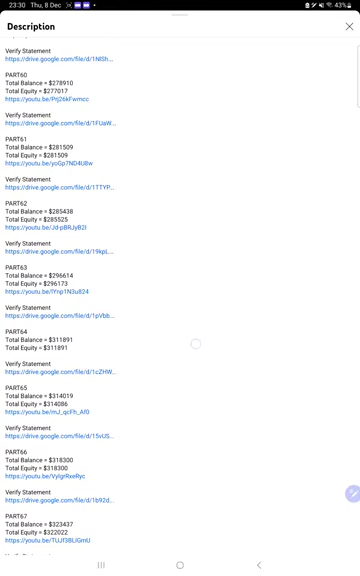 23:30 Thu, 8 Dec
43%
Description
Verify Statement
https://drive.google.com/file/d/1NlSh...
PART60
Total Balance = $278910
Total Equity = $277017
https://youtu.be/Prj26kFwmcc
Verify Statement
https://drive.google.com/file/d/1FUaW...
PART61
Total Balance = $281509
Total Equity = $281509
https://youtu.be/yoGp7ND4U8w
Verify Statement
https://drive.google.com/file/d/1TTYP...
PART62
Total Balance = $285438
Total Equity = $285525
https://youtu.be/Jd-pBRJyB2I
Verify Statement
https://drive.google.com/file/d/19kpL...
PART63
Total Balance = $296614
Total Equity = $296173
https://youtu.be/lYnp1N3u824
Verify Statement
https://drive.google.com/file/d/1pVbb...
PART64
Total Balance = $311891
Total Equity = $311891
Verify Statement
https://drive.google.com/file/d/1cZHW...
PART65
Total Balance = $314019
Total Equity = $314086
https://youtu.be/mJ_qcFh_Af0
Verify Statement
https://drive.google.com/file/d/15vUS...
PART66
Total Balance = $318300
Total Equity = $318300
https://youtu.be/VylgrRxeRyc
Verify Statement
https://drive.google.com/file/d/1b92d...
PART67
Total Balance = $323437
Total Equity = $322022
https://youtu.be/TUJf3BLlGmU